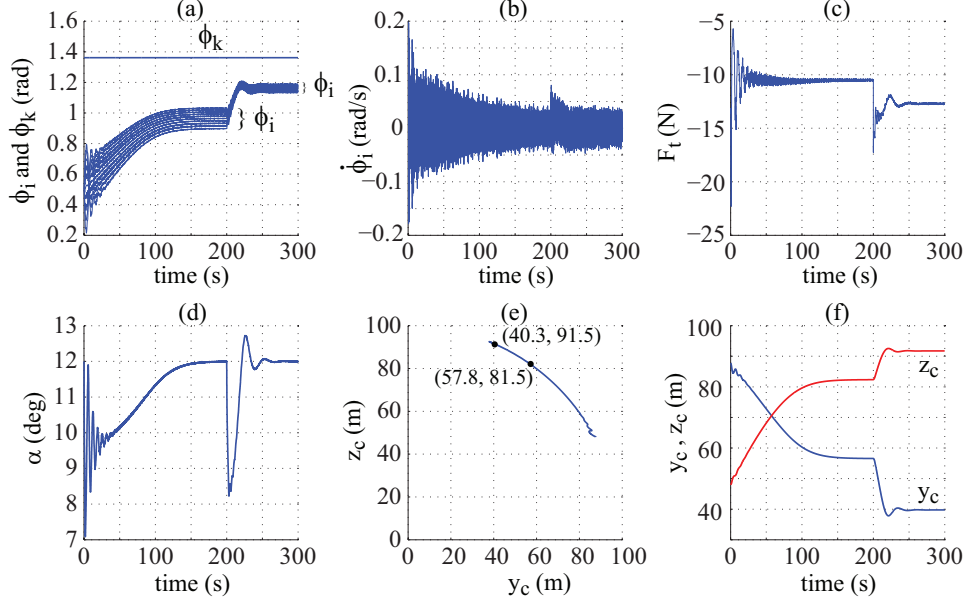 (a)
(b)
(c)
ϕi and ϕk (rad)
1.6
1.4
1.2
1
0.8
0.6
0.4
0.2
ϕk
} ϕi
} ϕi
0 100 200 300
time (s)
ϕ̇i (rad/s)
0.2
0.1
0
−0.1
−0.2
0 100 200 300
time (s)
Ft (N)
−5
−10
−15
−20
−25
0 100 200 300
time (s)
(d)
(e)
(f)
α (deg)
13
12
11
10
9
8
7
0 100 200 300
time (s)
zc (m)
100
80
60
40
20
0
(40.3, 91.5)
(57.8, 81.5)
0 20 40 60 80 100
yc (m)
yc , zc (m)
100
80
60
40
zc
yc
0 100 200 300
time (s)